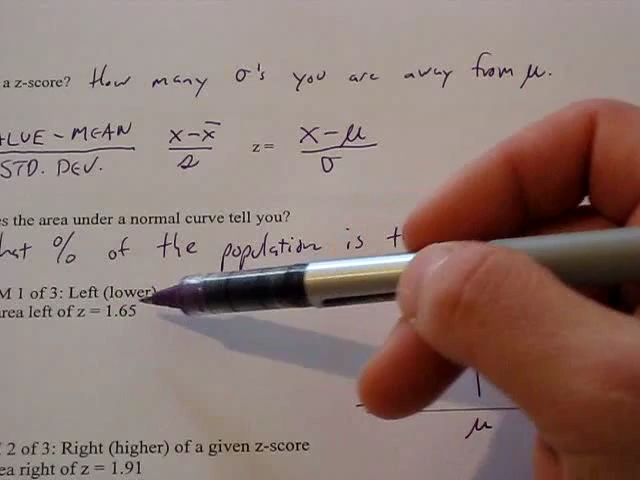 a z-score? How many σ's you are away from μ.
ALUE - MEAN x - x̄ x - μ
STD. DEV. s z = σ
es the area under a normal curve tell you?
hat % of the population is t
M 1 of 3: Left (lower)
area left of z = 1.65
μ
2 of 3: Right (higher) of a given z-score
ea right of z = 1.91